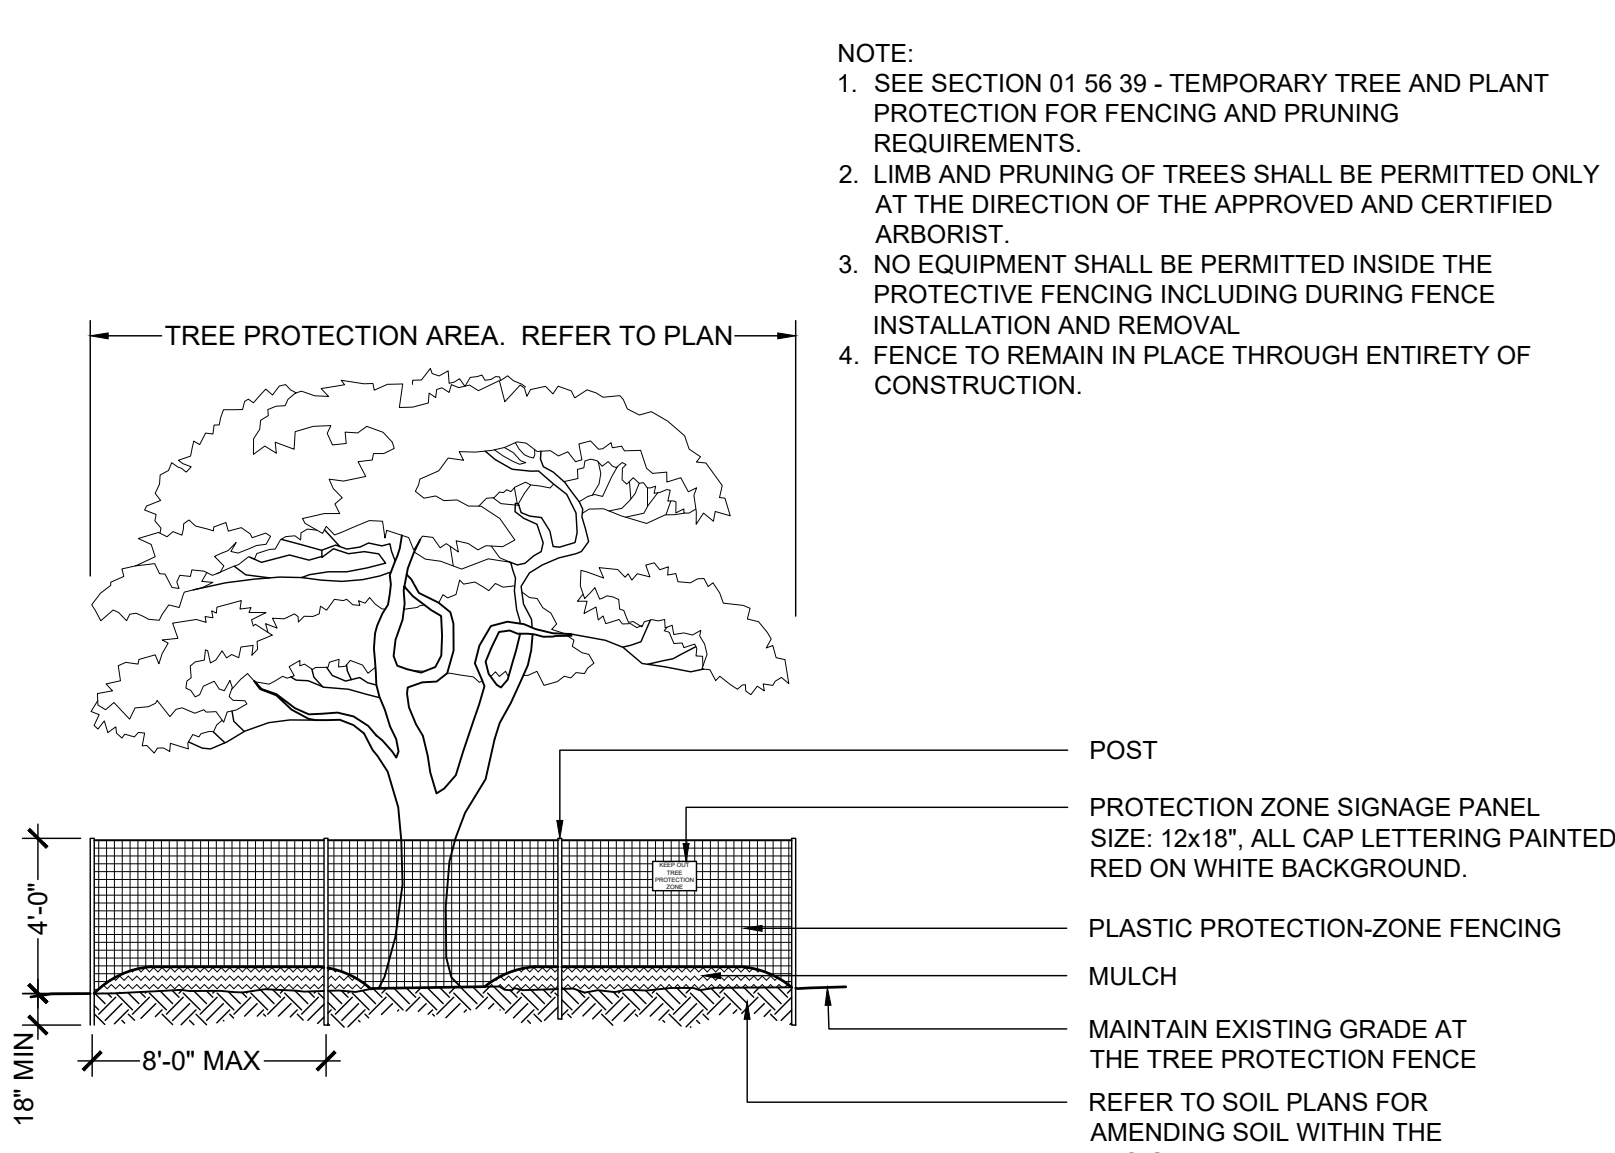 NOTE:
1. SEE SECTION 01 56 39 - TEMPORARY TREE AND PLANT
PROTECTION FOR FENCING AND PRUNING
REQUIREMENTS.
2. LIMB AND PRUNING OF TREES SHALL BE PERMITTED ONLY
AT THE DIRECTION OF THE APPROVED AND CERTIFIED
ARBORIST.
3. NO EQUIPMENT SHALL BE PERMITTED INSIDE THE
PROTECTIVE FENCING INCLUDING DURING FENCE
INSTALLATION AND REMOVAL
4. FENCE TO REMAIN IN PLACE THROUGH ENTIRETY OF
CONSTRUCTION.
TREE PROTECTION AREA. REFER TO PLAN
POST
PROTECTION ZONE SIGNAGE PANEL
SIZE: 12x18", ALL CAP LETTERING PAINTED
RED ON WHITE BACKGROUND.
KEEP OUT
TREE
PROTECTION
ZONE
4'-0"
PLASTIC PROTECTION-ZONE FENCING
MULCH
MAINTAIN EXISTING GRADE AT
THE TREE PROTECTION FENCE
18" MIN
8'-0" MAX
REFER TO SOIL PLANS FOR
AMENDING SOIL WITHIN THE